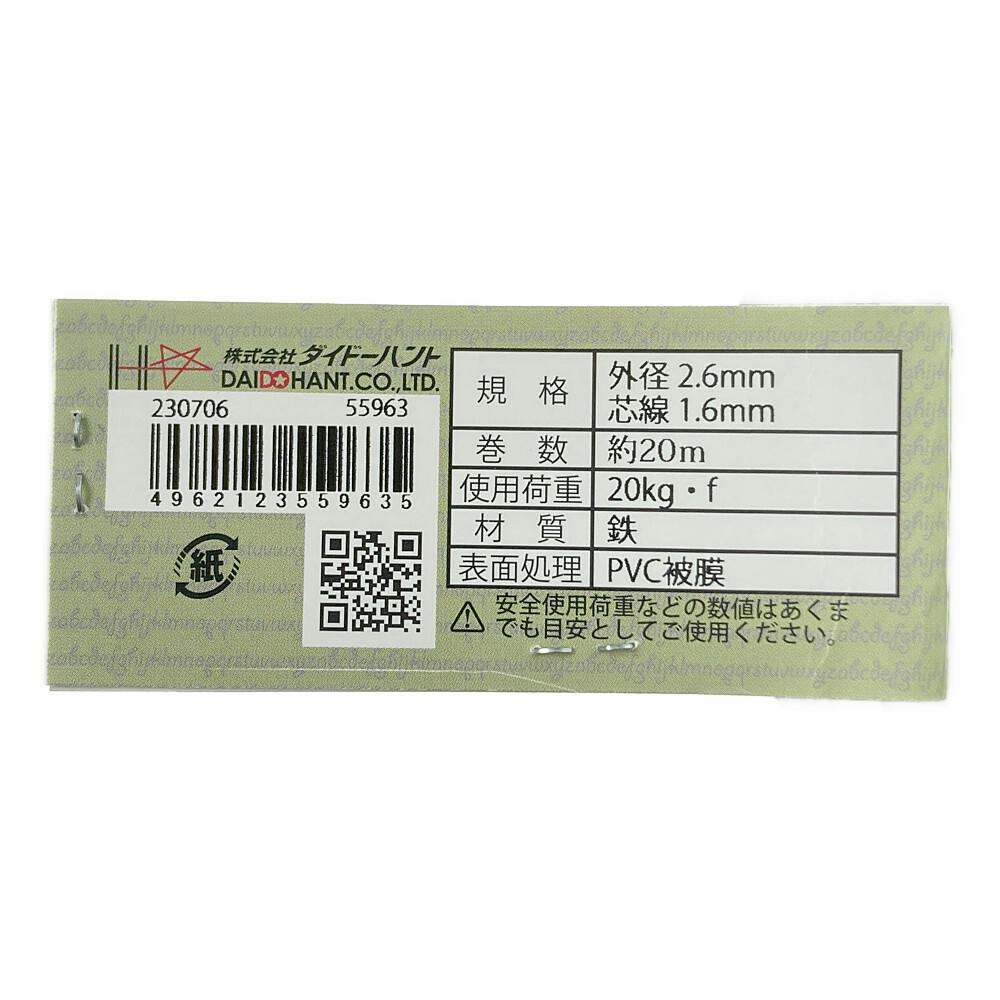 株式会社 ダイドーハント
DAIDOHANT.CO.,LTD.
230706 55963
4962123559635
紙
規格 外径 2.6mm
芯線 1.6mm
巻数 約20m
使用荷重 20kg・f
材質 鉄
表面処理 PVC被膜
安全使用荷重などの数値はあくま
でも目安としてご使用ください。